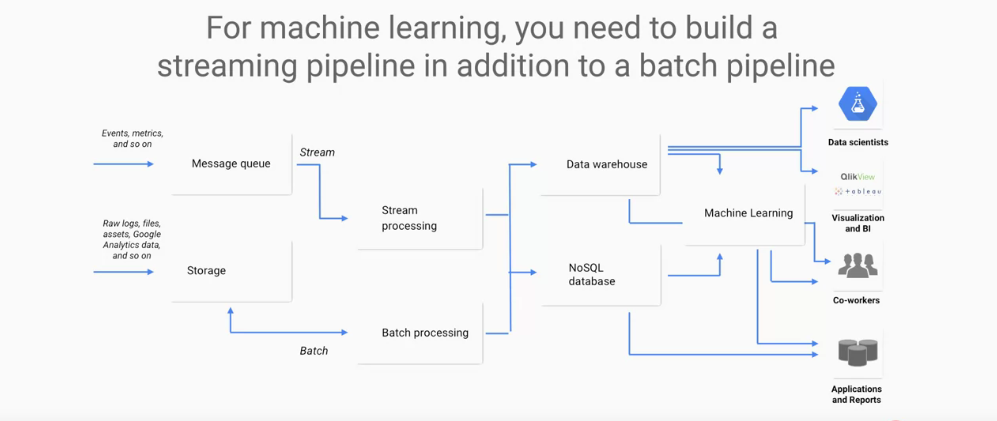 For machine learning, you need to build a
streaming pipeline in addition to a batch pipeline
Events, metrics,
and so on
Message queue
Stream
Raw logs, files,
assets, Google
Analytics data,
and so on
Storage
Batch
Stream
processing
Batch processing
Data warehouse
NoSQL
database
Machine Learning
Data scientists
QlikView
+ableau
Visualization
and BI
Co-workers
Applications
and Reports